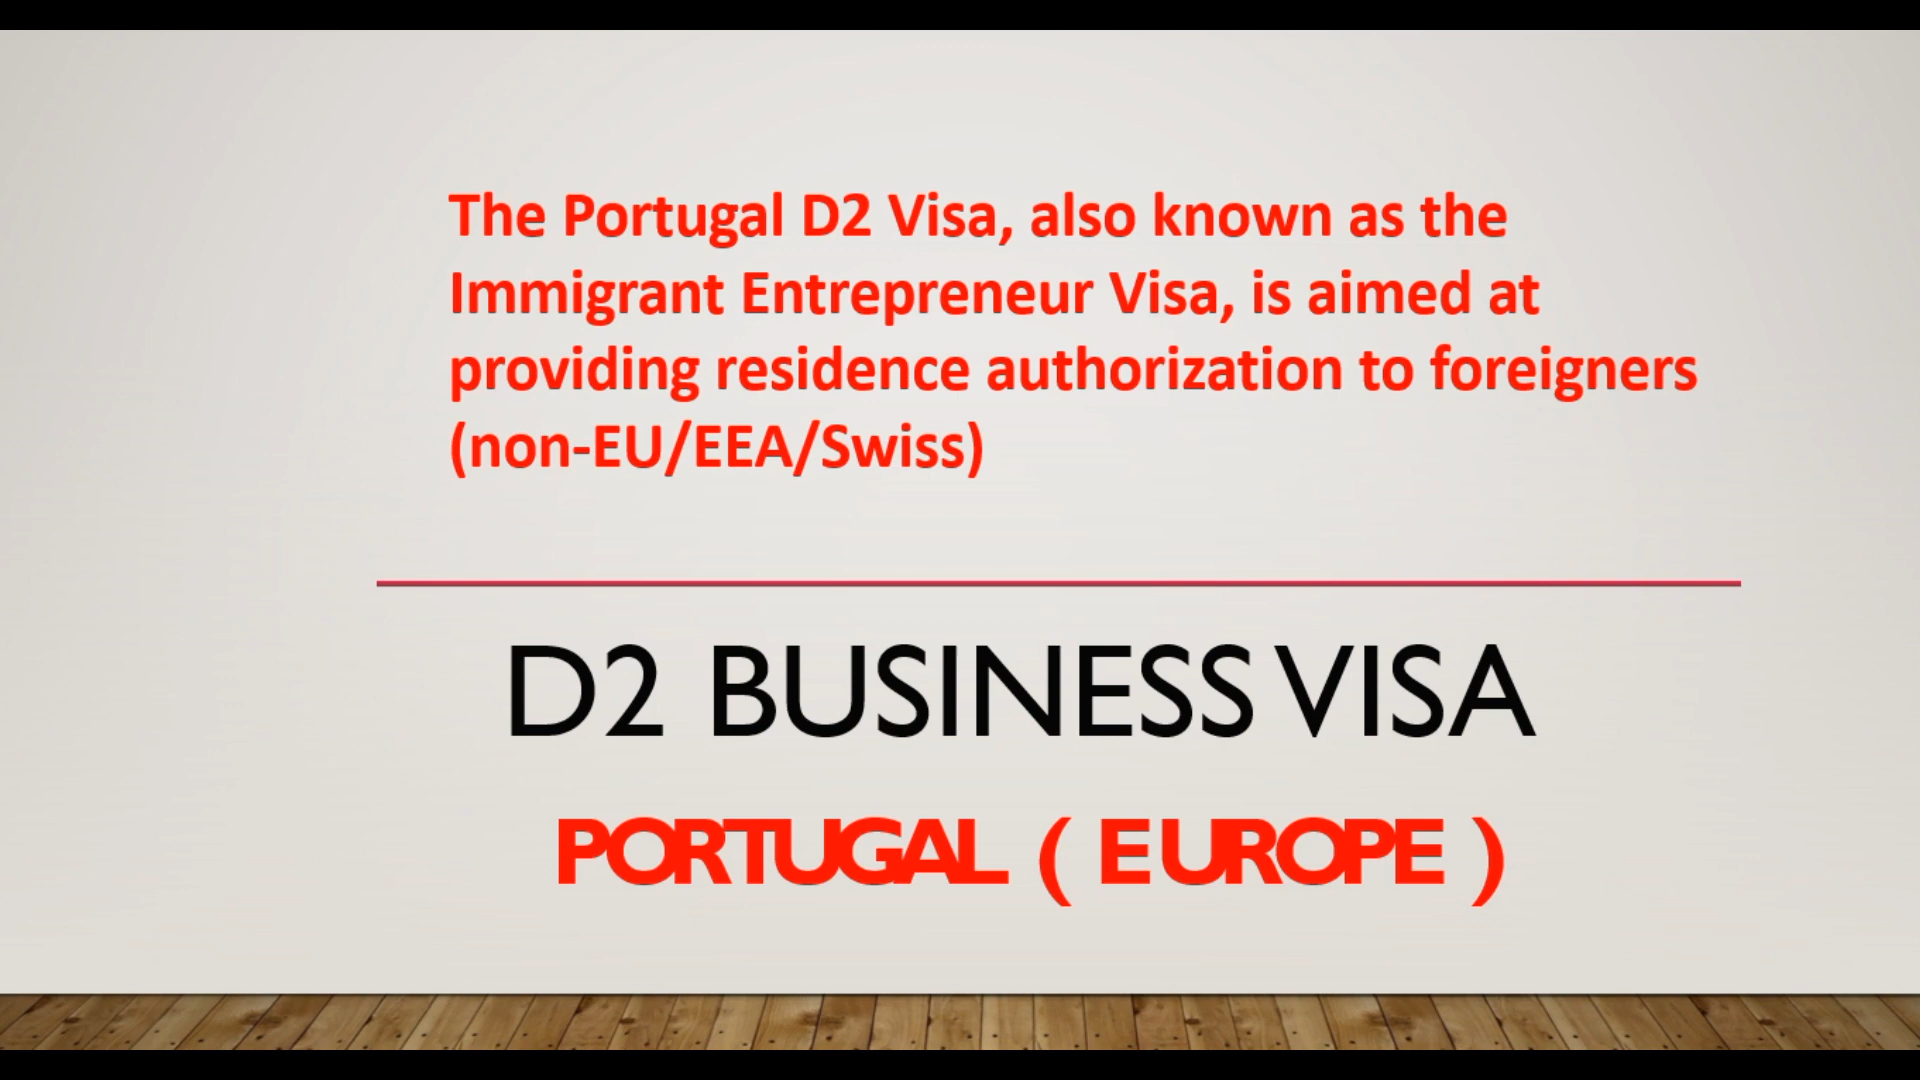 The Portugal D2 Visa, also known as the
Immigrant Entrepreneur Visa, is aimed at
providing residence authorization to foreigners
(non-EU/EEA/Swiss)
D2 BUSINESS VISA
PORTUGAL ( EUROPE )